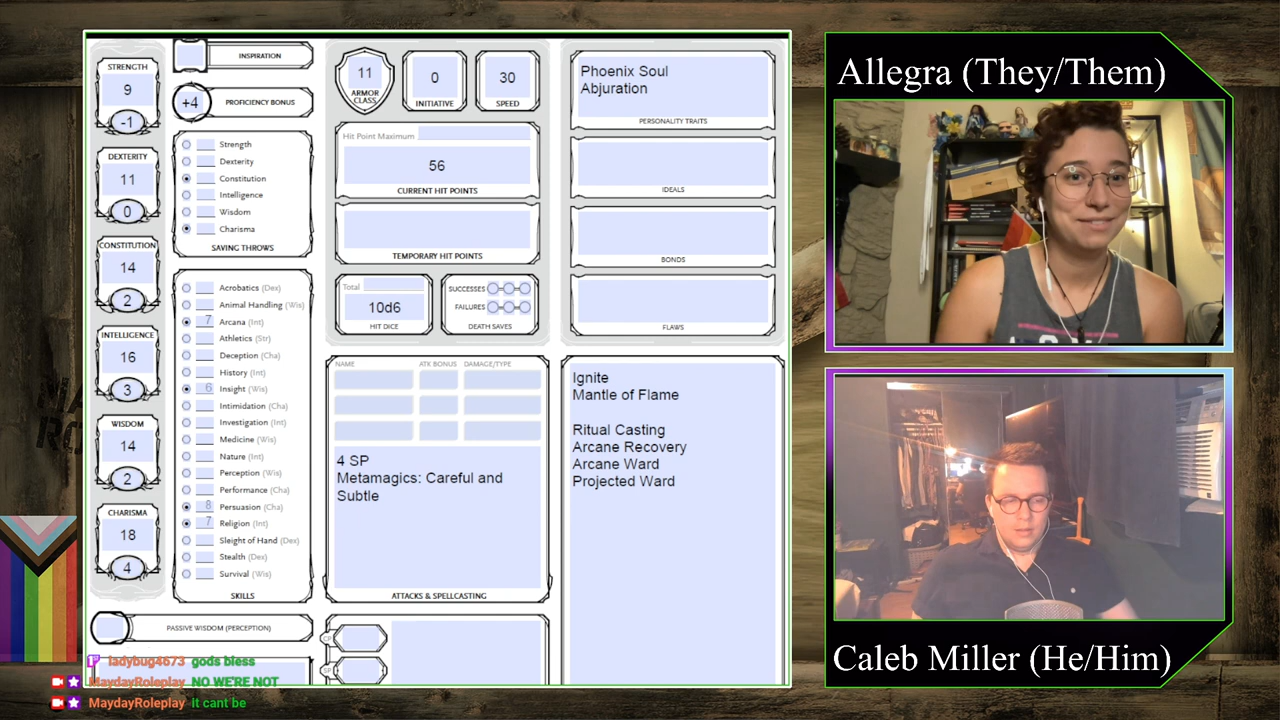 STRENGTH
9
-1
DEXTERITY
11
0
CONSTITUTION
14
2
INTELLIGENCE
16
3
WISDOM
14
2
CHARISMA
18
4
INSPIRATION
+4
PROFICIENCY BONUS
Strength
Dexterity
Constitution
Intelligence
Wisdom
Charisma
SAVING THROWS
Acrobatics (Dex)
Animal Handling (Wis)
7 Arcana (Int)
Athletics (Str)
Deception (Cha)
History (Int)
6 Insight (Wis)
Intimidation (Cha)
Investigation (Int)
Medicine (Wis)
Nature (Int)
Perception (Wis)
Performance (Cha)
8 Persuasion (Cha)
7 Religion (Int)
Sleight of Hand (Dex)
Stealth (Dex)
Survival (Wis)
SKILLS
PASSIVE WISDOM (PERCEPTION)
11
ARMOR
CLASS
0
INITIATIVE
30
SPEED
Hit Point Maximum
56
CURRENT HIT POINTS
TEMPORARY HIT POINTS
Total
10d6
HIT DICE
SUCCESSES
FAILURES
DEATH SAVES
NAME ATK BONUS DAMAGE/TYPE
4 SP
Metamagics: Careful and
Subtle
ATTACKS & SPELLCASTING
CP
SP
Phoenix Soul
Abjuration
PERSONALITY TRAITS
IDEALS
BONDS
FLAWS
Ignite
Mantle of Flame
Ritual Casting
Arcane Recovery
Arcane Ward
Projected Ward
Allegra (They/Them)
Caleb Miller (He/Him)
ladybug4673 gods bless
MaydayRoleplay NO WE'RE NOT
MaydayRoleplay it cant be